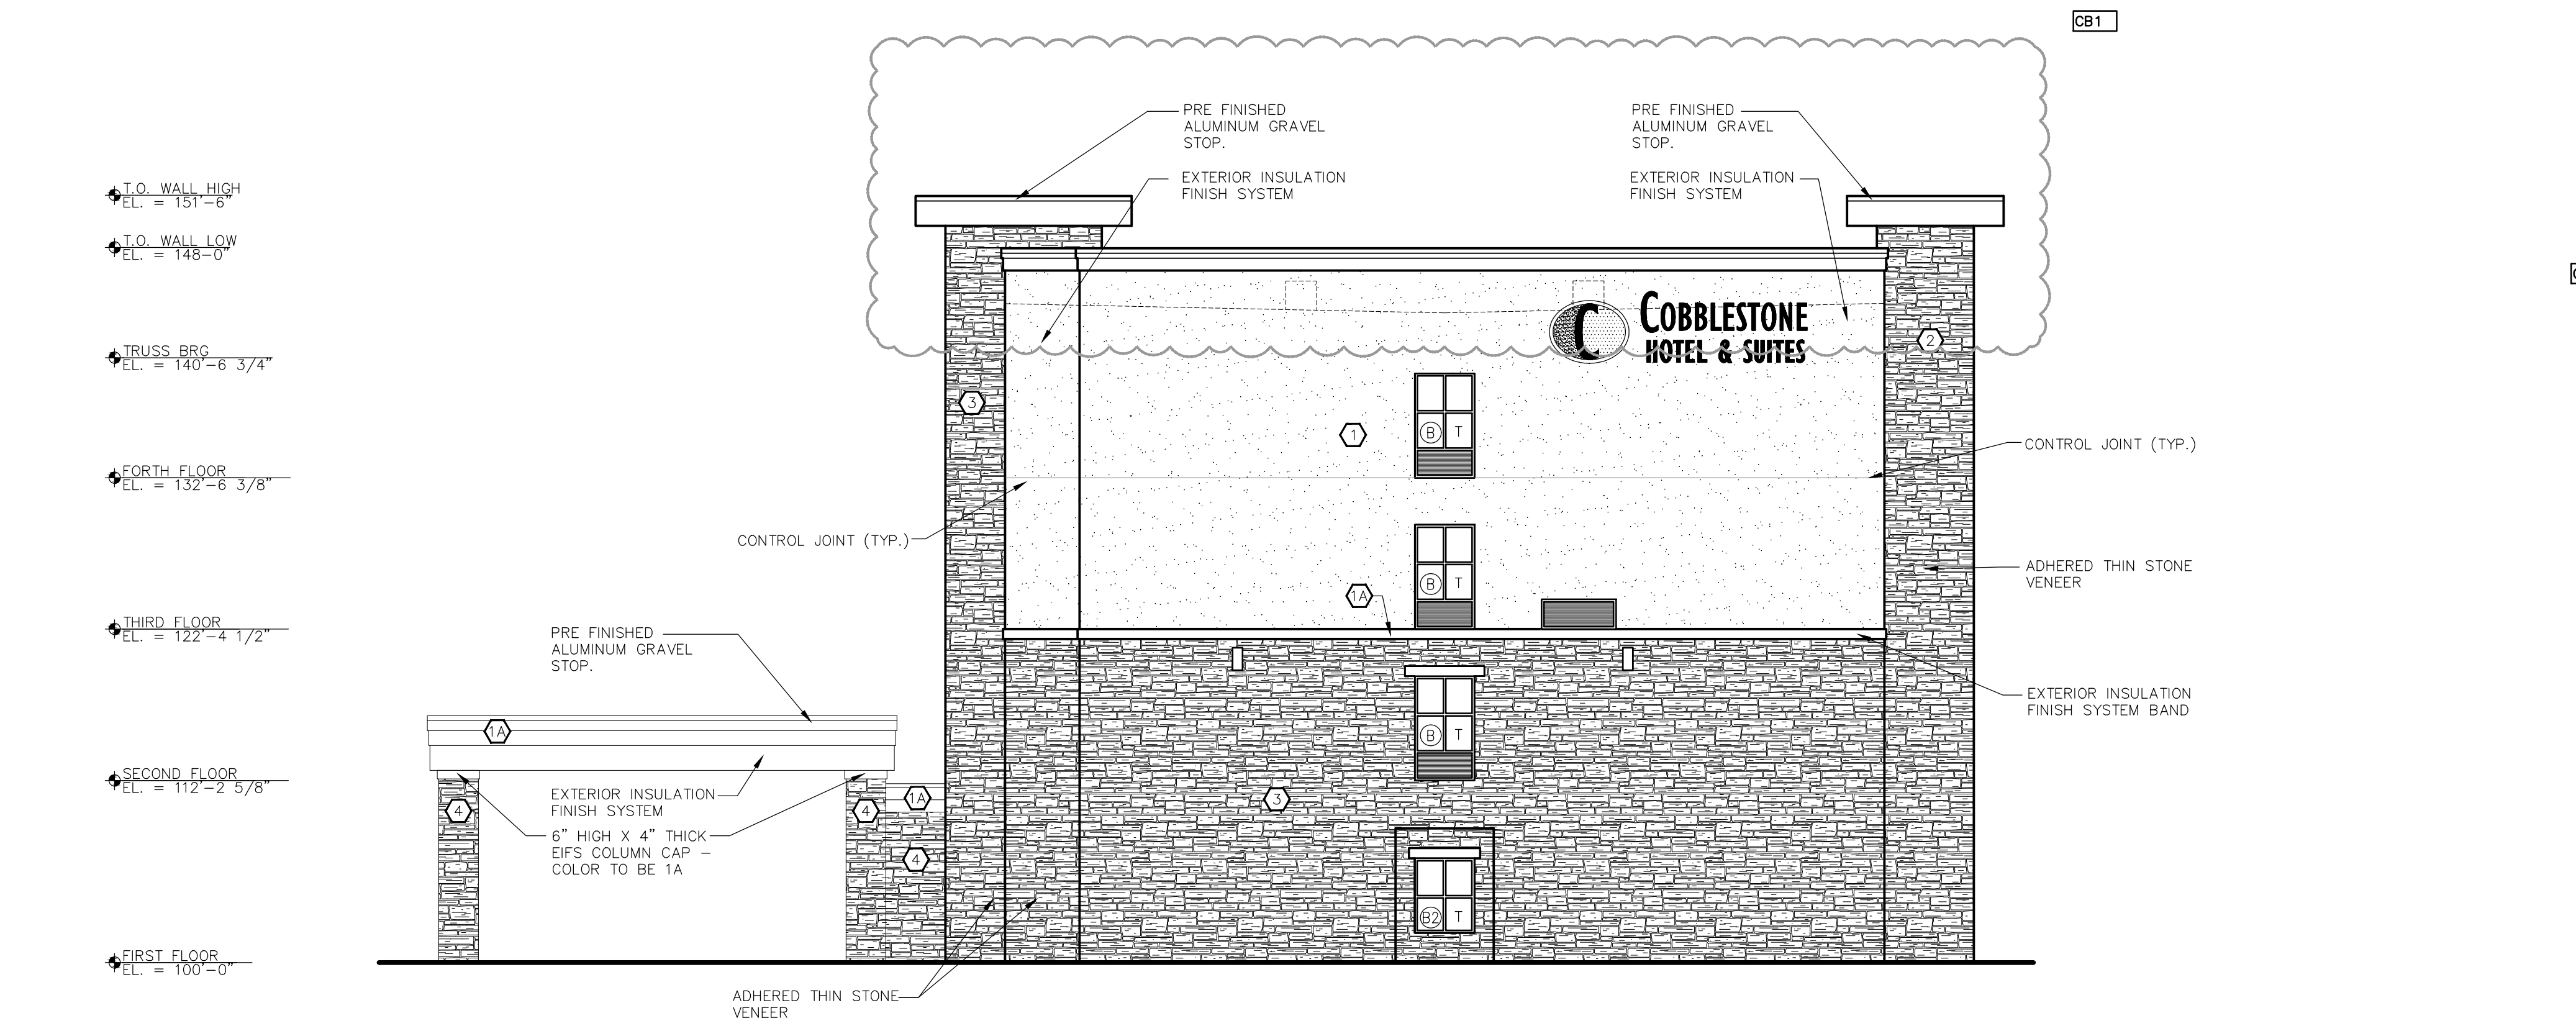 CB1
PRE FINISHED
ALUMINUM GRAVEL
STOP.
PRE FINISHED
ALUMINUM GRAVEL
STOP.
EXTERIOR INSULATION
FINISH SYSTEM
EXTERIOR INSULATION
FINISH SYSTEM
T.O. WALL HIGH
EL. = 151'-6"
T.O. WALL LOW
EL. = 148-0"
C
COBBLESTONE
HOTEL & SUITES
2
TRUSS BRG
EL. = 140'-6 3/4"
3
1
B T
CONTROL JOINT (TYP.)
FORTH FLOOR
EL. = 132'-6 3/8"
CONTROL JOINT (TYP.)
ADHERED THIN STONE
VENEER
B T
1A
THIRD FLOOR
EL. = 122'-4 1/2"
PRE FINISHED
ALUMINUM GRAVEL
STOP.
EXTERIOR INSULATION
FINISH SYSTEM BAND
1A
B T
SECOND FLOOR
EL. = 112'-2 5/8"
EXTERIOR INSULATION
FINISH SYSTEM
1A
3
4
4
6" HIGH X 4" THICK
EIFS COLUMN CAP -
COLOR TO BE 1A
4
B2 T
FIRST FLOOR
EL. = 100'-0"
ADHERED THIN STONE
VENEER